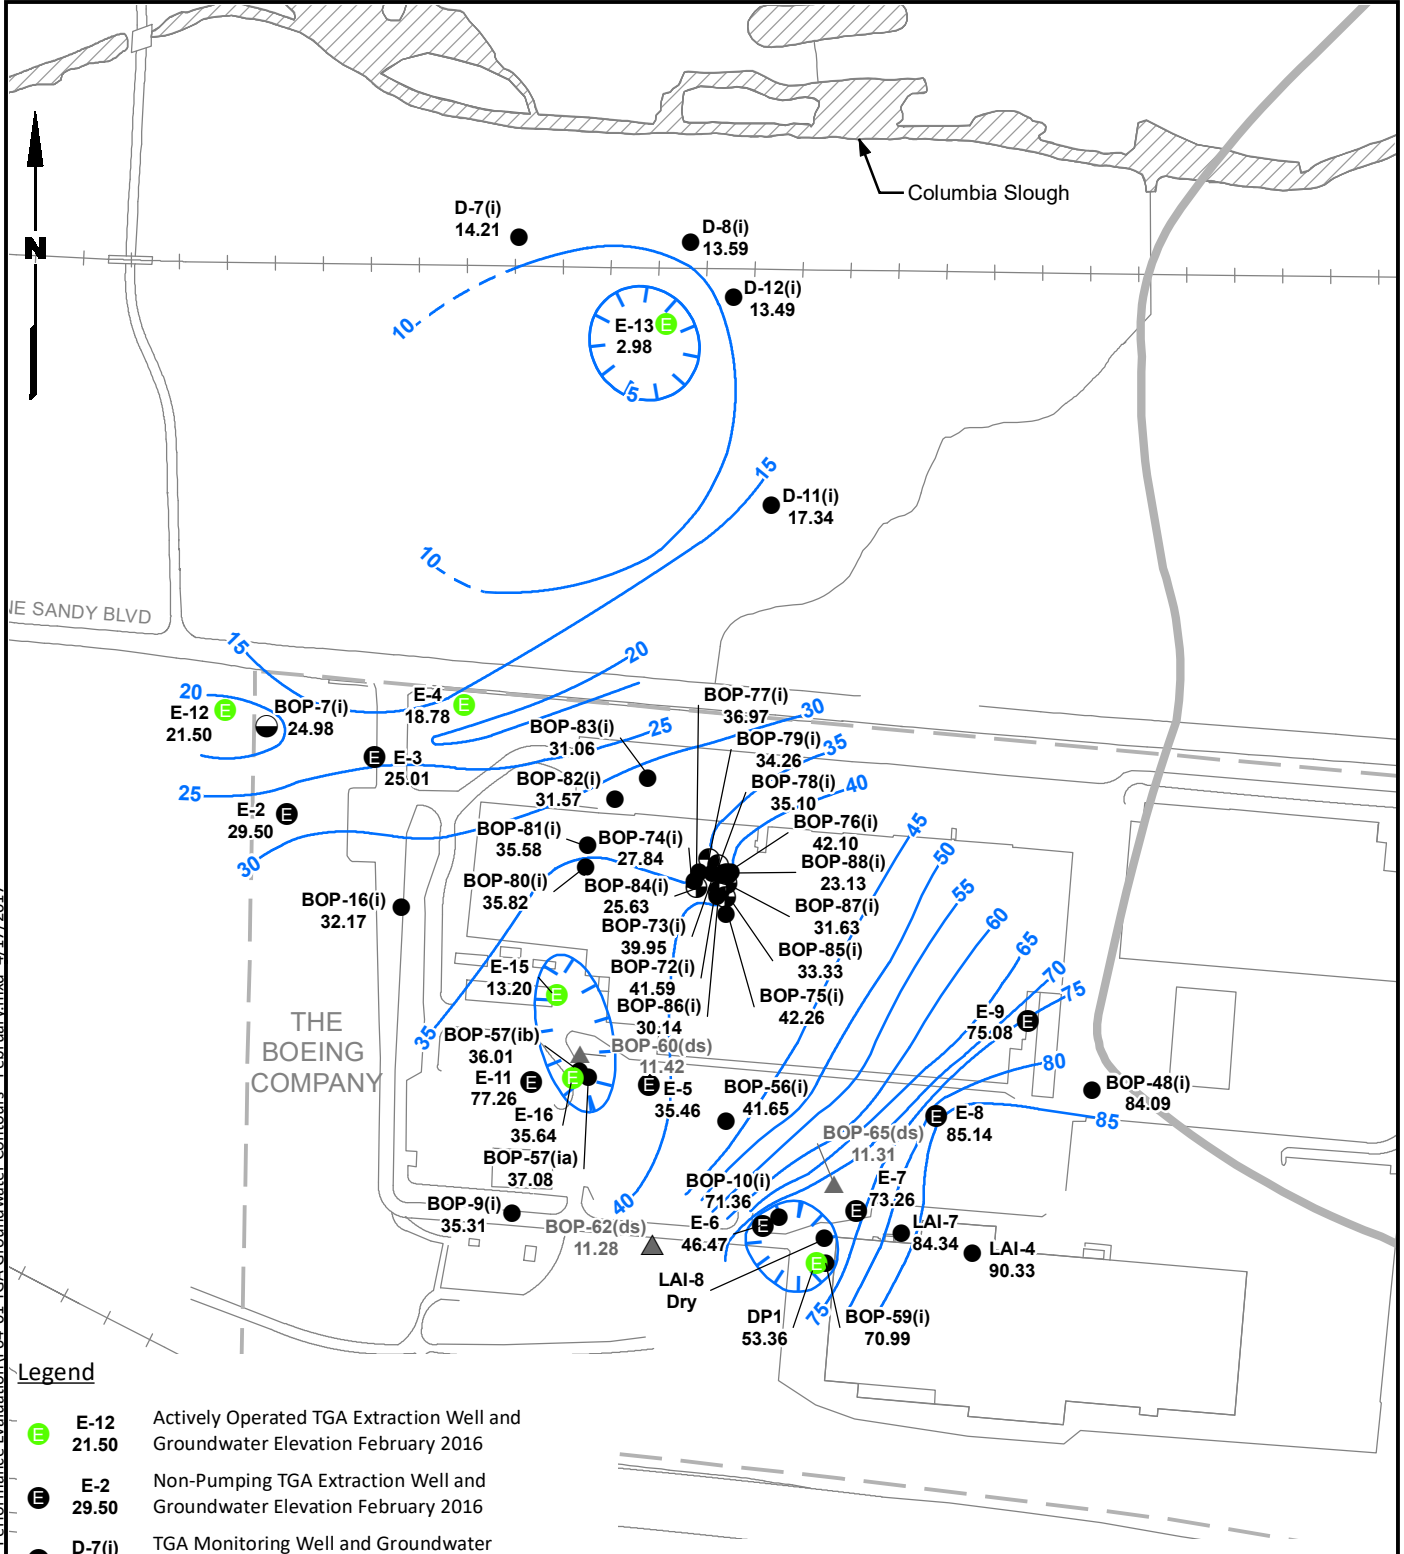 Columbia Slough
D-7(i)
14.21
D-8(i)
13.59
N
D-12(i)
13.49
10
E-13 E
2.98
5
15
D-11(i)
17.34
10
NE SANDY BLVD
15
20
20
E
E-12
21.50
BOP-7(i)
24.98
E-4
18.78
E
BOP-77(i)
36.97
30
BOP-83(i)
31.06
25
BOP-79(i)
34.26
35
E E-3
25.01
BOP-82(i)
31.57
BOP-78(i)
35.10
40
25
E-2
29.50
E
BOP-81(i)
35.58
BOP-74(i)
27.84
BOP-76(i)
42.10
45
30
BOP-80(i)
35.82
BOP-84(i)
25.63
BOP-88(i)
23.13
50
BOP-16(i)
32.17
BOP-73(i)
39.95
BOP-87(i)
31.63
55
60
BOP-72(i)
41.59
BOP-85(i)
33.33
65
E-15
13.20
E
BOP-86(i)
30.14
BOP-75(i)
42.26
70
75
E-9
75.08
E
THE
BOEING
COMPANY
35
BOP-57(ib)
36.01
BOP-60(ds)
11.42
80
E-11
77.26
E
E
E E-5
35.46
BOP-56(i)
41.65
BOP-48(i)
84.09
E-16
35.64
E E-8
85.14
85
BOP-65(ds)
11.31
BOP-57(ia)
37.08
BOP-10(i)
71.36
E-7
73.26
E
BOP-9(i)
35.31
40
BOP-62(ds)
11.28
E-6
46.47
E
LAI-7
84.34
LAI-4
90.33
LAI-8
Dry
E
75
DP1
53.36
BOP-59(i)
70.99
Legend
E
E-12
21.50
Actively Operated TGA Extraction Well and
Groundwater Elevation February 2016
E
E-2
29.50
Non-Pumping TGA Extraction Well and
Groundwater Elevation February 2016
D-7(i)
TGA Monitoring Well and Groundwater